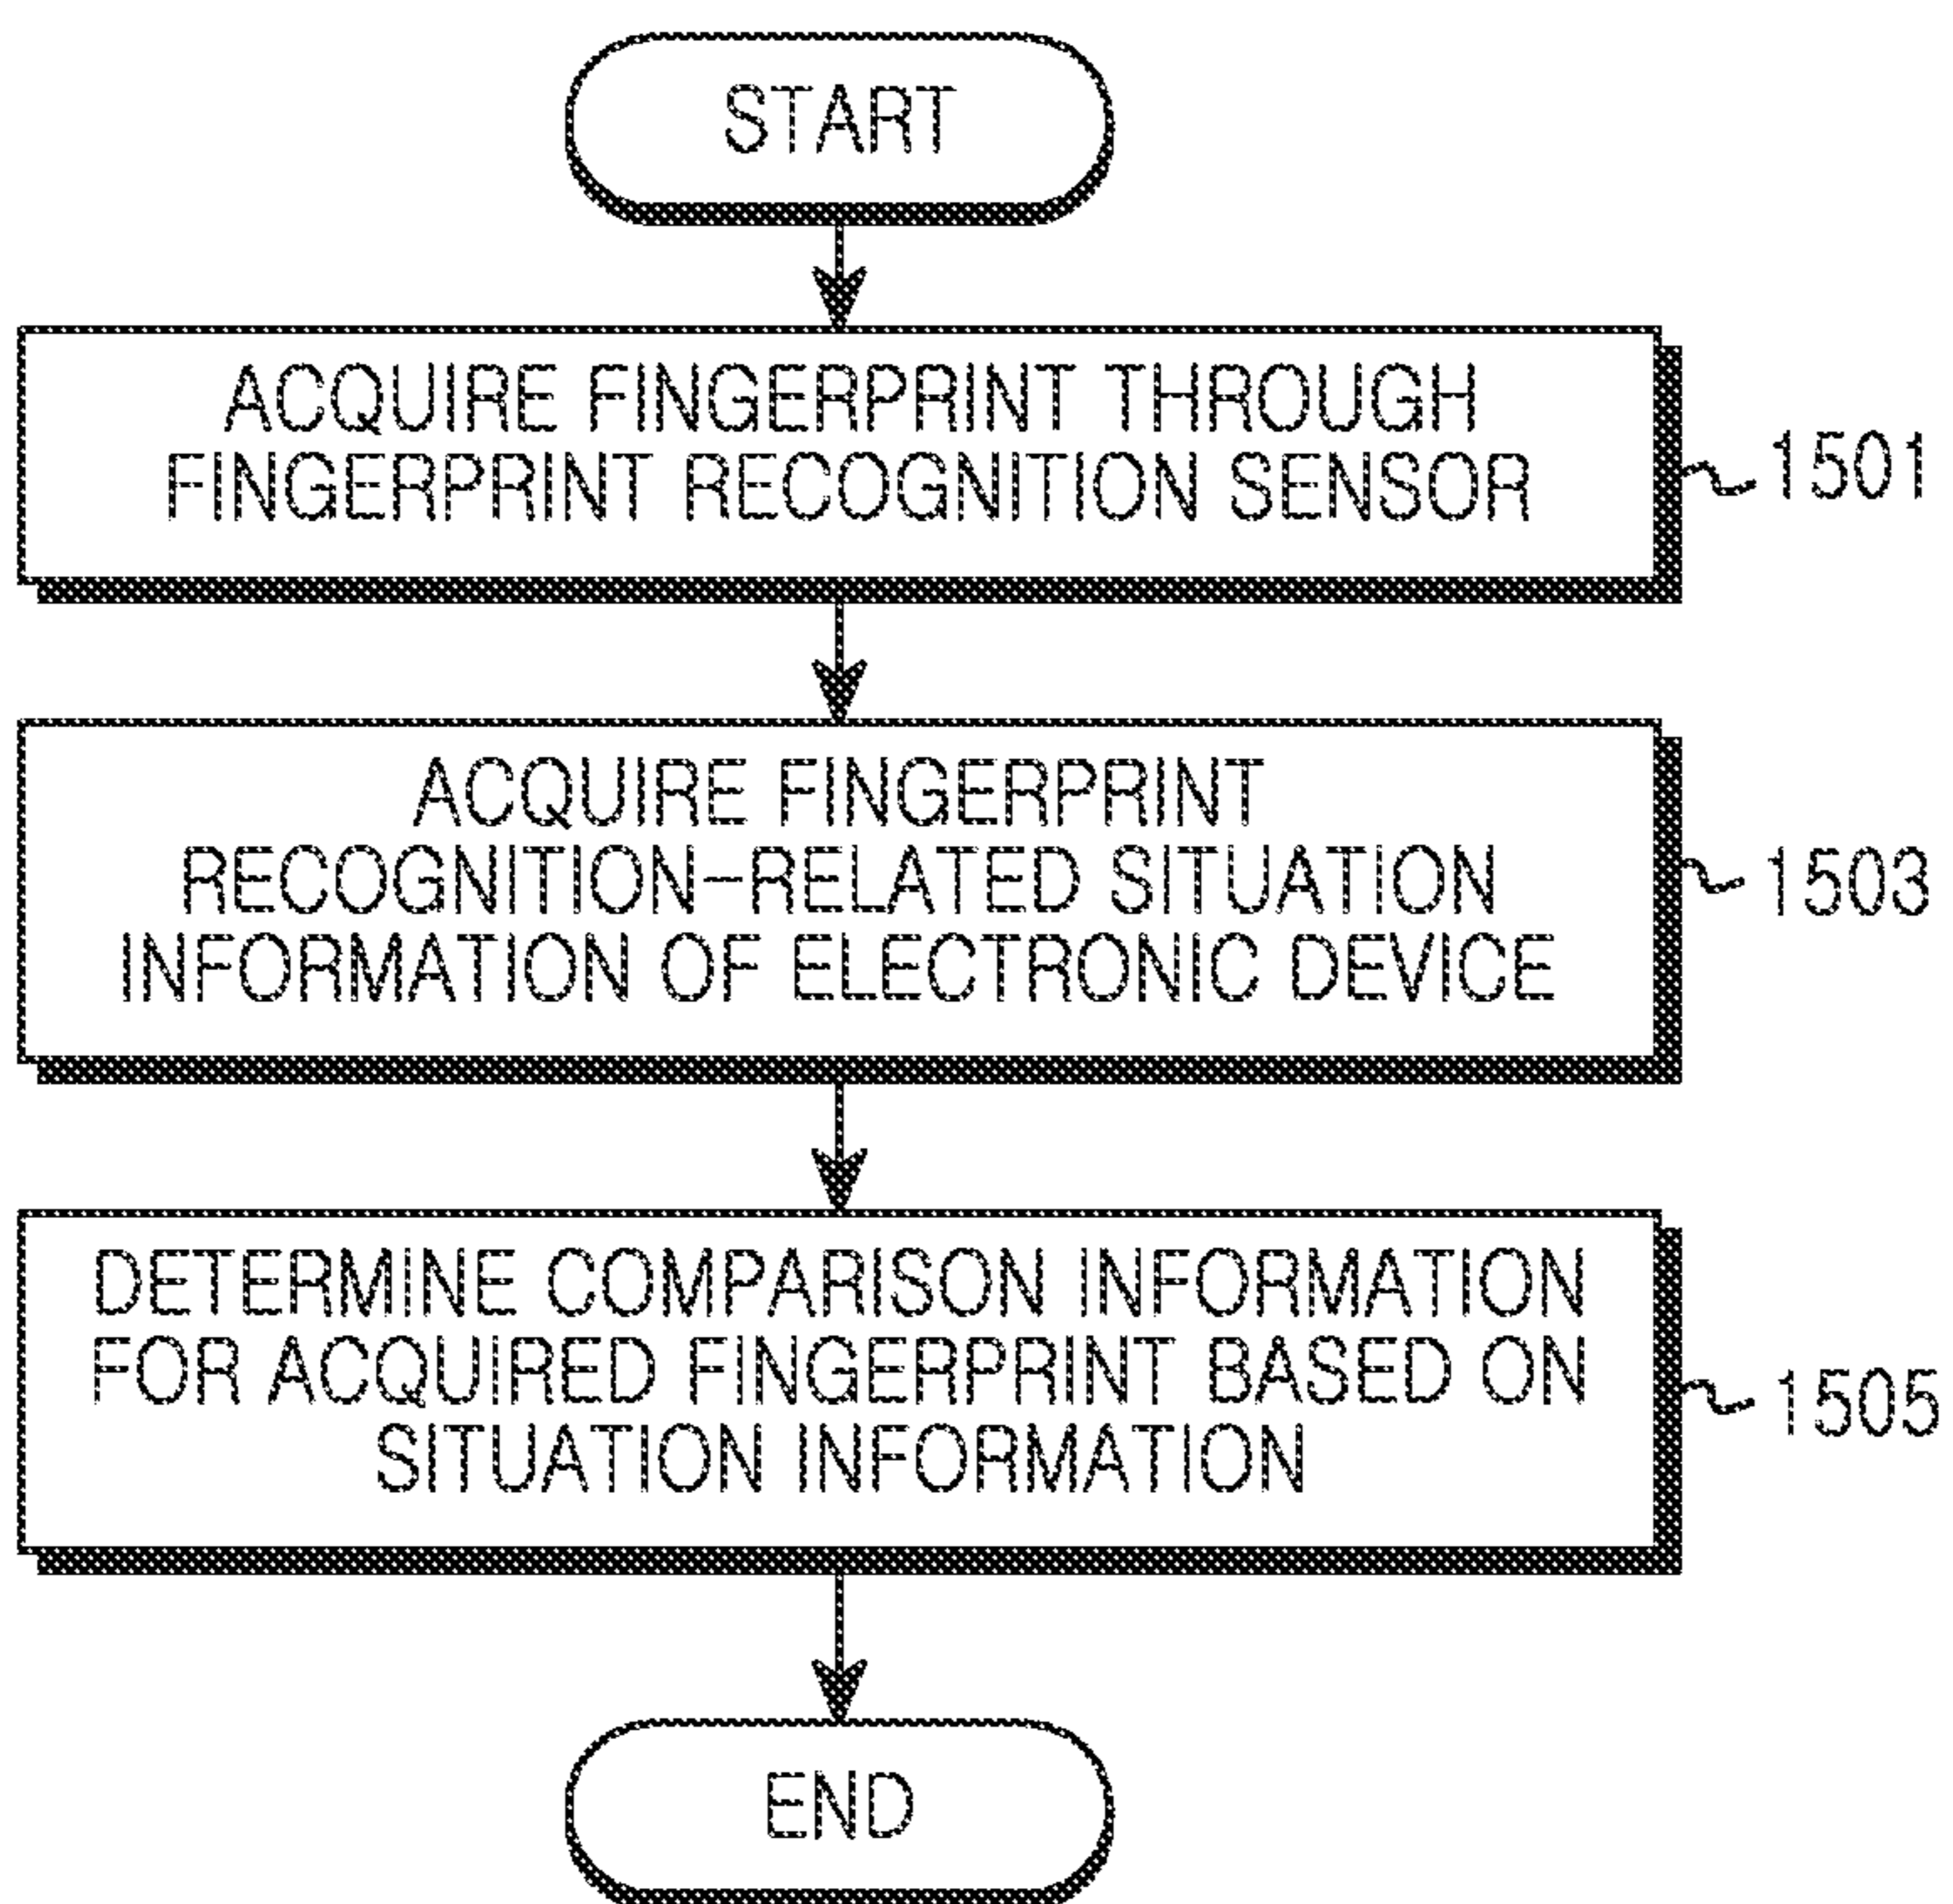 START
ACQUIRE FINGERPRINT THROUGH
FINGERPRINT RECOGNITION SENSOR
1501
ACQUIRE FINGERPRINT
RECOGNITION-RELATED SITUATION
INFORMATION OF ELECTRONIC DEVICE
1503
DETERMINE COMPARISON INFORMATION
FOR ACQUIRED FINGERPRINT BASED ON
SITUATION INFORMATION
1505
END